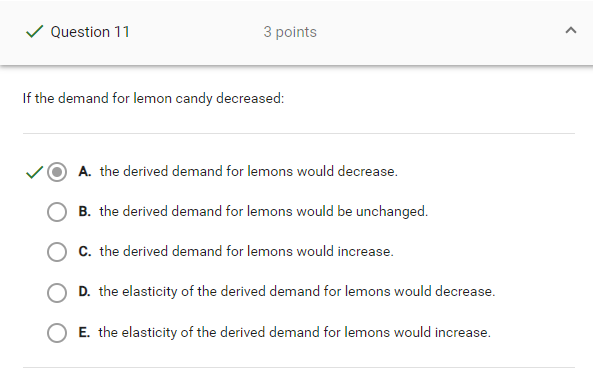 Question 11 3 points
If the demand for lemon candy decreased:
A. the derived demand for lemons would decrease.
B. the derived demand for lemons would be unchanged.
C. the derived demand for lemons would increase.
D. the elasticity of the derived demand for lemons would decrease.
E. the elasticity of the derived demand for lemons would increase.